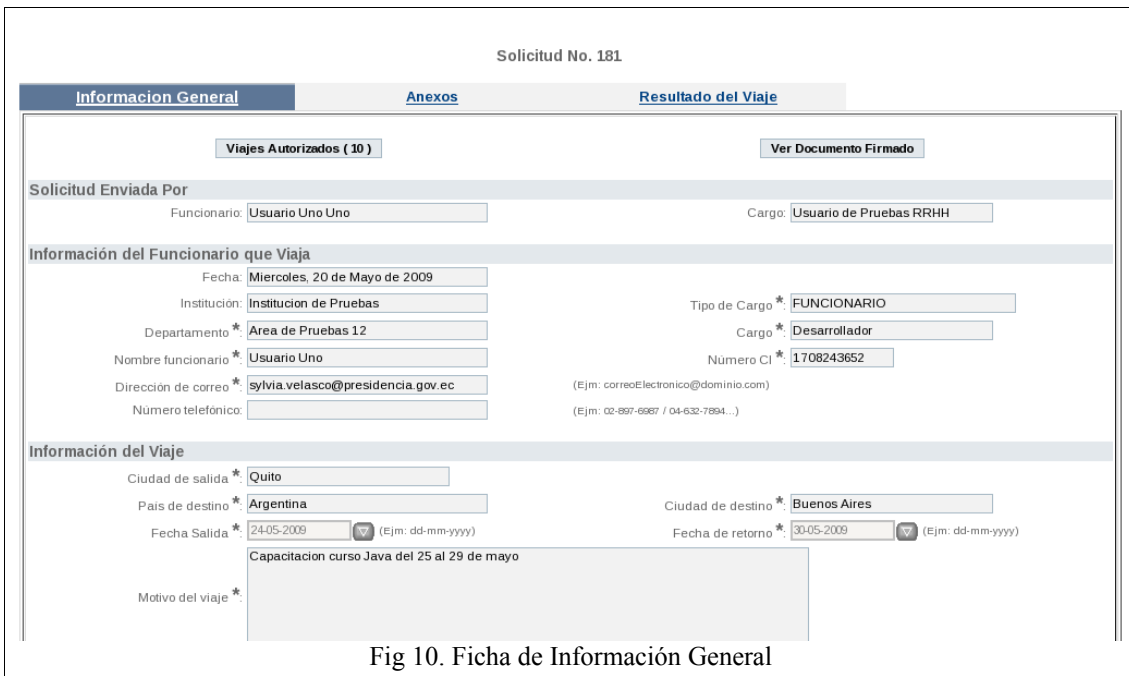 Solicitud No. 181
Informacion General Anexos Resultado del Viaje
Viajes Autorizados ( 10 ) Ver Documento Firmado
Solicitud Enviada Por
Funcionario: Usuario Uno Uno Cargo: Usuario de Pruebas RRHH
Información del Funcionario que Viaja
Fecha: Miercoles, 20 de Mayo de 2009
Institución: Institucion de Pruebas Tipo de Cargo *: FUNCIONARIO
Departamento *: Area de Pruebas 12 Cargo *: Desarrollador
Nombre funcionario *: Usuario Uno Número CI *: 1708243652
Dirección de correo *: sylvia.velasco@presidencia.gov.ec (Ejm: correoElectronico@dominio.com)
Número telefónico: (Ejm: 02-897-6987 / 04-632-7894...)
Información del Viaje
Ciudad de salida *: Quito
Pais de destino *: Argentina Ciudad de destino *: Buenos Aires
Fecha Salida *: 24-05-2009 (Ejm: dd-mm-yyyy) Fecha de retorno *: 30-05-2009 (Ejm: dd-mm-yyyy)
Capacitacion curso Java del 25 al 29 de mayo
Motivo del viaje *:
Fig 10. Ficha de Información General